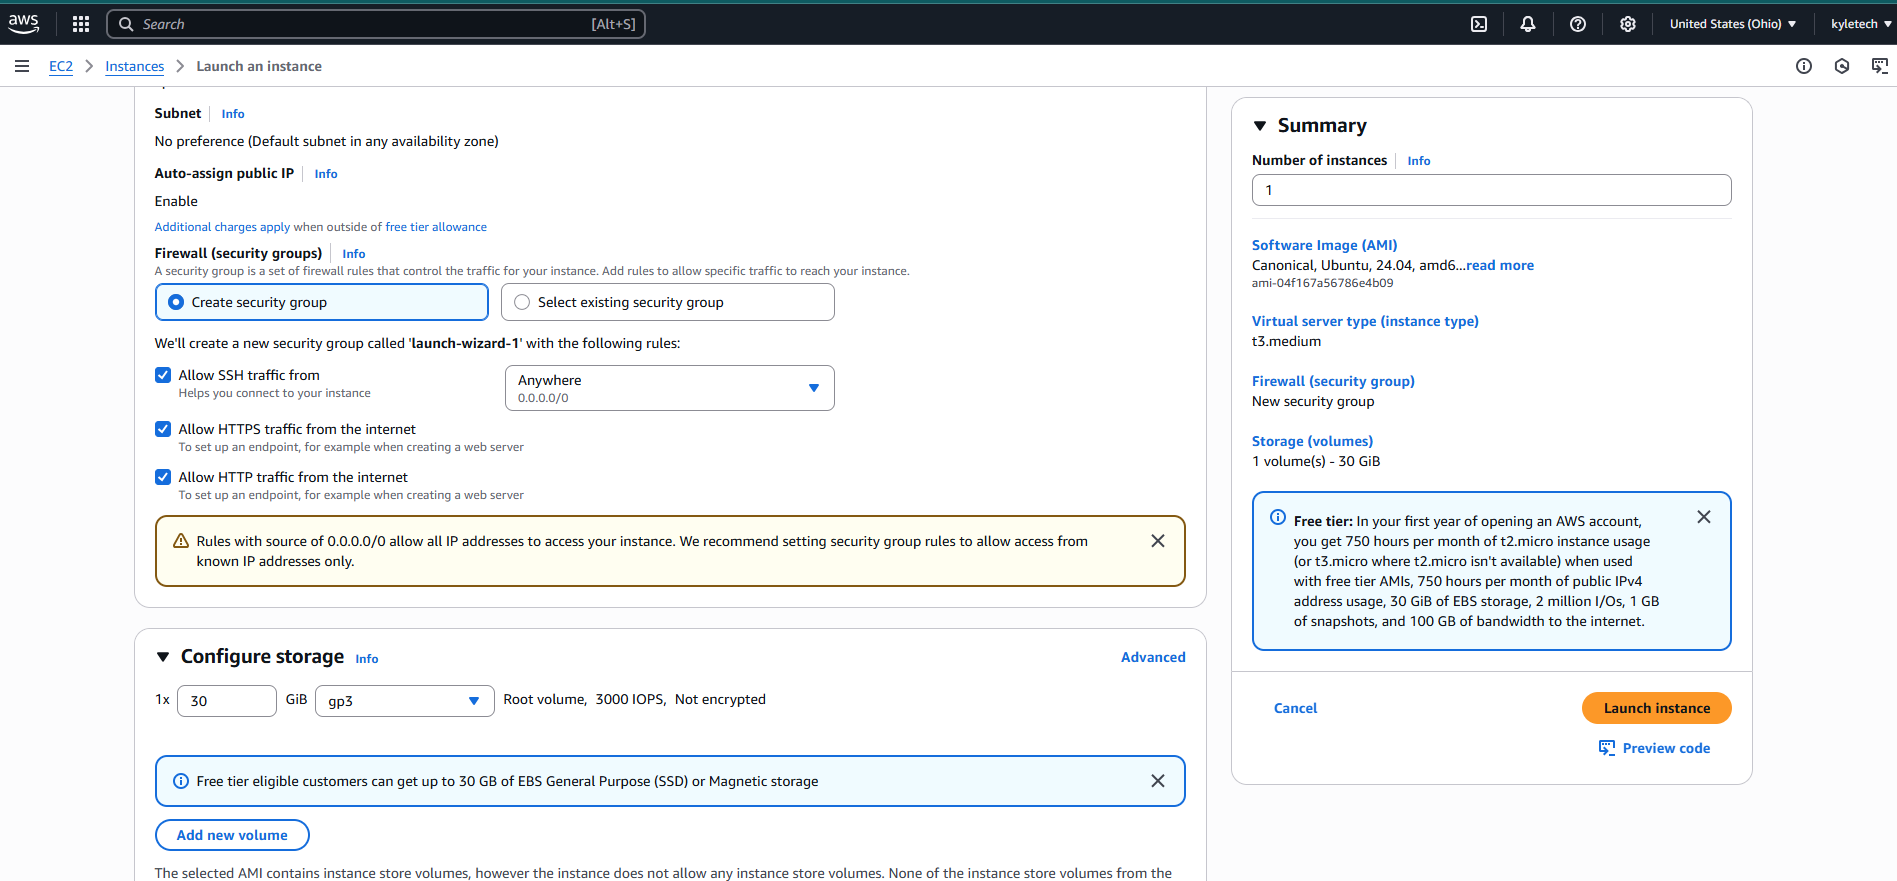 aws
Search [Alt+S]
United States (Ohio)
kyletech
EC2 Instances Launch an instance
Subnet Info
No preference (Default subnet in any availability zone)
Auto-assign public IP Info
Enable
Additional charges apply when outside of free tier allowance
Firewall (security groups) Info
A security group is a set of firewall rules that control the traffic for your instance. Add rules to allow specific traffic to reach your instance.
Create security group
Select existing security group
We'll create a new security group called 'launch-wizard-1' with the following rules:
Allow SSH traffic from
Helps you connect to your instance
Anywhere
0.0.0.0/0
Allow HTTPS traffic from the internet
To set up an endpoint, for example when creating a web server
Allow HTTP traffic from the internet
To set up an endpoint, for example when creating a web server
Rules with source of 0.0.0.0/0 allow all IP addresses to access your instance. We recommend setting security group rules to allow access from
known IP addresses only.
Configure storage Info
Advanced
1x 30 GiB gp3 Root volume, 3000 IOPS, Not encrypted
Free tier eligible customers can get up to 30 GB of EBS General Purpose (SSD) or Magnetic storage
Add new volume
The selected AMI contains instance store volumes, however the instance does not allow any instance store volumes. None of the instance store volumes from the
Summary
Number of instances Info
1
Software Image (AMI)
Canonical, Ubuntu, 24.04, amd6...read more
ami-04f167a56786e4b09
Virtual server type (instance type)
t3.medium
Firewall (security group)
New security group
Storage (volumes)
1 volume(s) - 30 GiB
Free tier: In your first year of opening an AWS account,
you get 750 hours per month of t2.micro instance usage
(or t3.micro where t2.micro isn't available) when used
with free tier AMIs, 750 hours per month of public IPv4
address usage, 30 GiB of EBS storage, 2 million I/Os, 1 GB
of snapshots, and 100 GB of bandwidth to the internet.
Cancel
Launch instance
Preview code